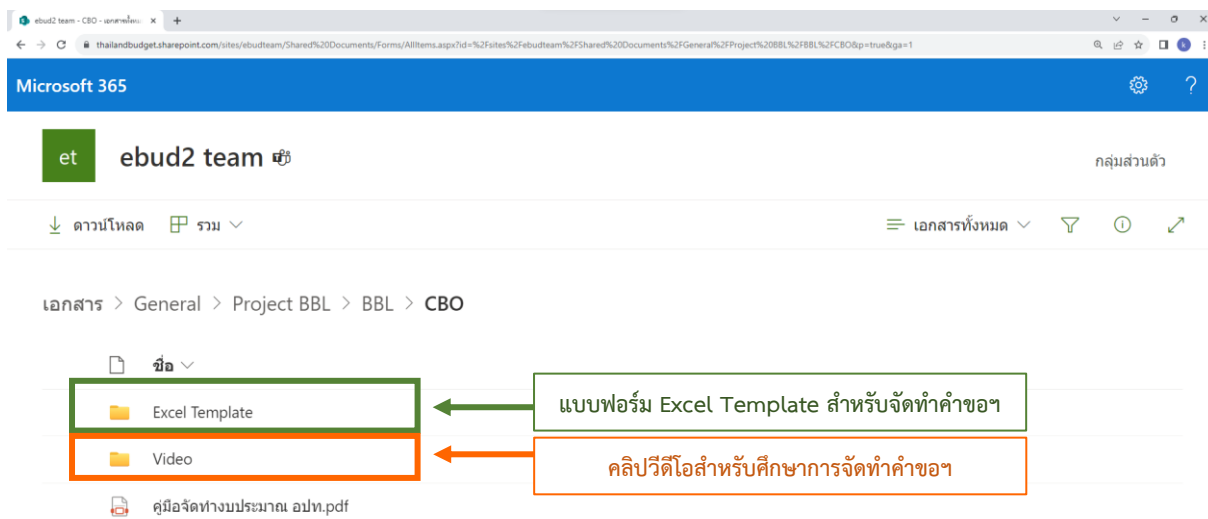 ebud2 team - CBO - เอกสารทั้งหมด
thailandbudget.sharepoint.com/sites/ebudteam/Shared%20Documents/Forms/AllItems.aspx?id=%2Fsites%2Febudteam%2FShared%20Documents%2FGeneral%2FProject%20BBL%2FBBL%2FCBO&p=true&ga=1
Microsoft 365
et
ebud2 team
กลุ่มส่วนตัว
ดาวน์โหลด
รวม
เอกสารทั้งหมด
เอกสาร > General > Project BBL > BBL > CBO
ชื่อ
Excel Template
แบบฟอร์ม Excel Template สำหรับจัดทำคำขอฯ
Video
คลิปวีดีโอสำหรับศึกษาการจัดทำคำขอฯ
คู่มือจัดทำงบประมาณ อปท.pdf